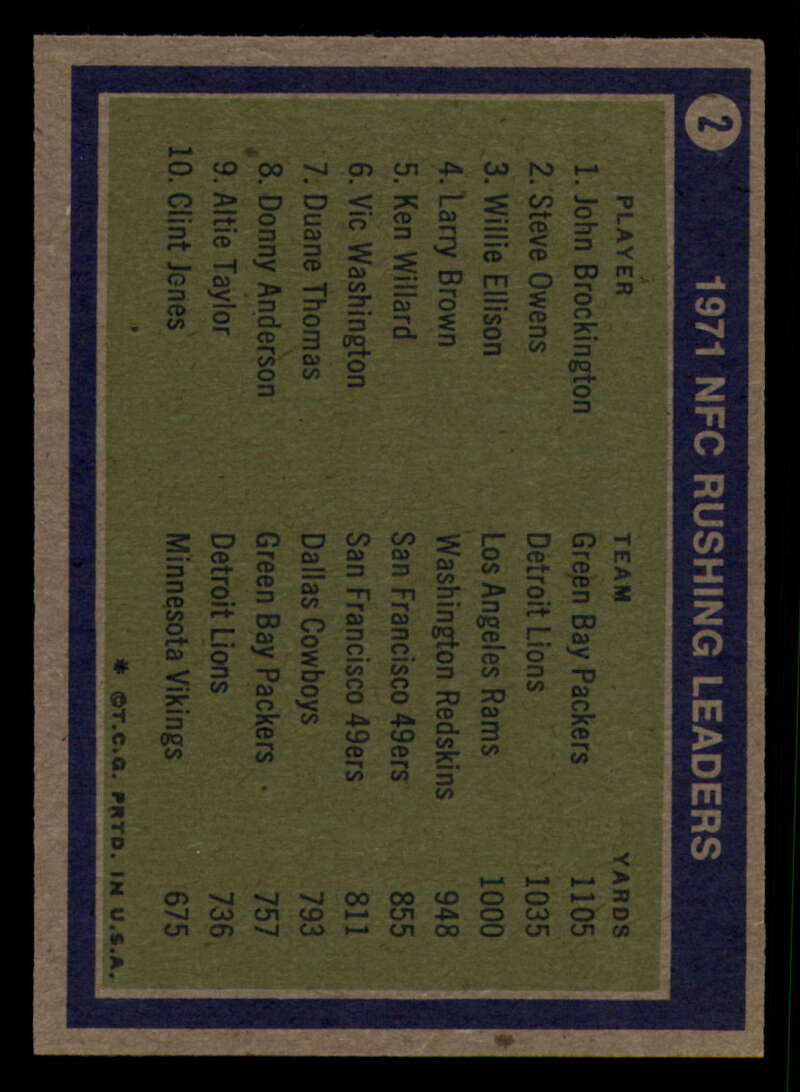 2
1971 NFC RUSHING LEADERS
PLAYER TEAM YARDS
1. John Brockington Green Bay Packers 1105
2. Steve Owens Detroit Lions 1035
3. Willie Ellison Los Angeles Rams 1000
4. Larry Brown Washington Redskins 948
5. Ken Willard San Francisco 49ers 855
6. Vic Washington San Francisco 49ers 811
7. Duane Thomas Dallas Cowboys 793
8. Donny Anderson Green Bay Packers 757
9. Altie Taylor Detroit Lions 736
10. Clint Jones Minnesota Vikings 675
* ©T.C.G. PRTD. IN U.S.A.